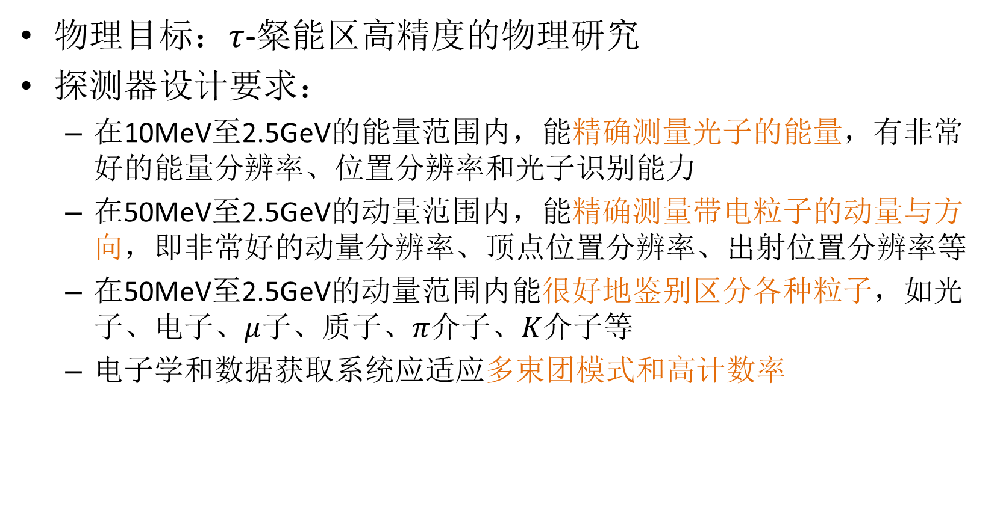 • 物理目标：τ-粲能区高精度的物理研究
• 探测器设计要求：
– 在10MeV至2.5GeV的能量范围内，能精确测量光子的能量，有非常
好的能量分辨率、位置分辨率和光子识别能力
– 在50MeV至2.5GeV的动量范围内，能精确测量带电粒子的动量与方
向，即非常好的动量分辨率、顶点位置分辨率、出射位置分辨率等
– 在50MeV至2.5GeV的动量范围内能很好地鉴别区分各种粒子，如光
子、电子、μ子、质子、π介子、K介子等
– 电子学和数据获取系统应适应多束团模式和高计数率